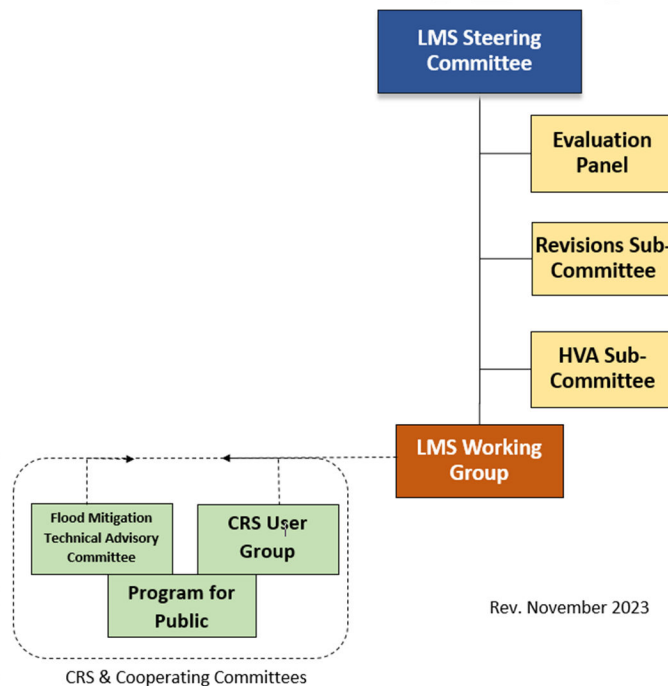 LMS Steering
Committee
Evaluation
Panel
Revisions Sub-
Committee
HVA Sub-
Committee
LMS Working
Group
Flood Mitigation
Technical Advisory
Committee
CRS User
Group
Program for
Public
Rev. November 2023
CRS & Cooperating Committees